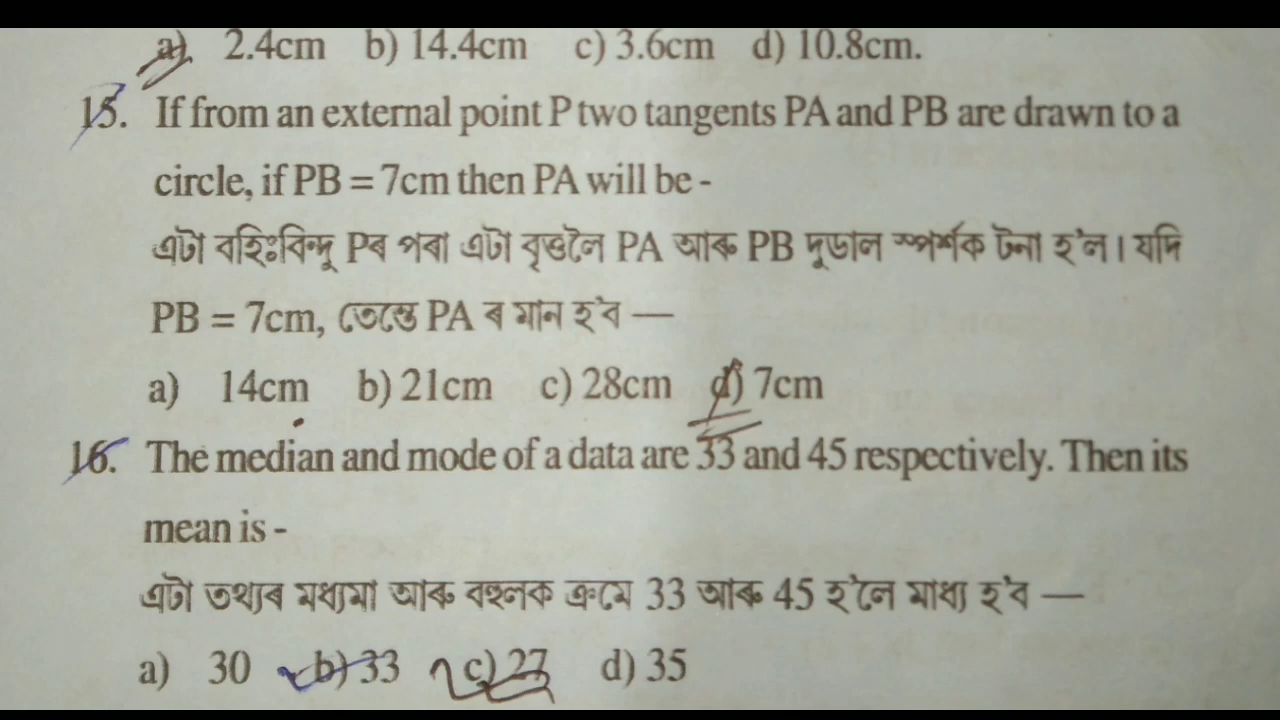 a) 2.4cm b) 14.4cm c) 3.6cm d) 10.8cm.
15. If from an external point P two tangents PA and PB are drawn to a
circle, if PB = 7cm then PA will be -
এটা বহিঃবিন্দু Pৰ পৰা এটা বৃত্তলৈ PA আৰু PB দুডাল স্পৰ্শক টনা হ'ল। যদি
PB = 7cm, তেন্তে PA ৰ মান হ'ব —
a) 14cm b) 21cm c) 28cm d) 7cm
16. The median and mode of a data are 33 and 45 respectively. Then its
mean is -
এটা তথ্যৰ মধ্যমা আৰু বহুলক ক্ৰমে 33 আৰু 45 হ'লে মাধ্য হ'ব —
a) 30 b) 33 c) 27 d) 35